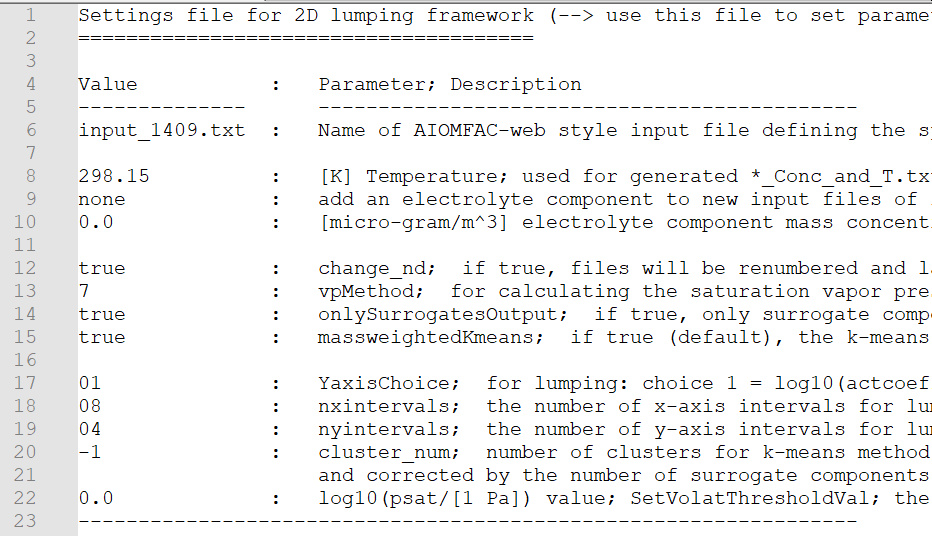 1 Settings file for 2D lumping framework (--> use this file to set parame
2 ======================================
3
4 Value : Parameter; Description
5 -------------- ---------------------------------------------
6 input_1409.txt : Name of AIOMFAC-web style input file defining the s
7
8 298.15 : [K] Temperature; used for generated *_Conc_and_T.tx
9 none : add an electrolyte component to new input files of
10 0.0 : [micro-gram/m^3] electrolyte component mass concent
11
12 true : change_nd; if true, files will be renumbered and l
13 7 : vpMethod; for calculating the saturation vapor pre
14 true : onlySurrogatesOutput; if true, only surrogate comp
15 true : massweightedKmeans; if true (default), the k-means
16
17 01 : YaxisChoice; for lumping: choice 1 = log10(actcoef
18 08 : nxintervals; the number of x-axis intervals for lu
19 04 : nyintervals; the number of y-axis intervals for lu
20 -1 : cluster_num; number of clusters for k-means method
21 and corrected by the number of surrogate components
22 0.0 : log10(psat/[1 Pa]) value; SetVolatThresholdVal; the
23 -----------------------------------------------------------------